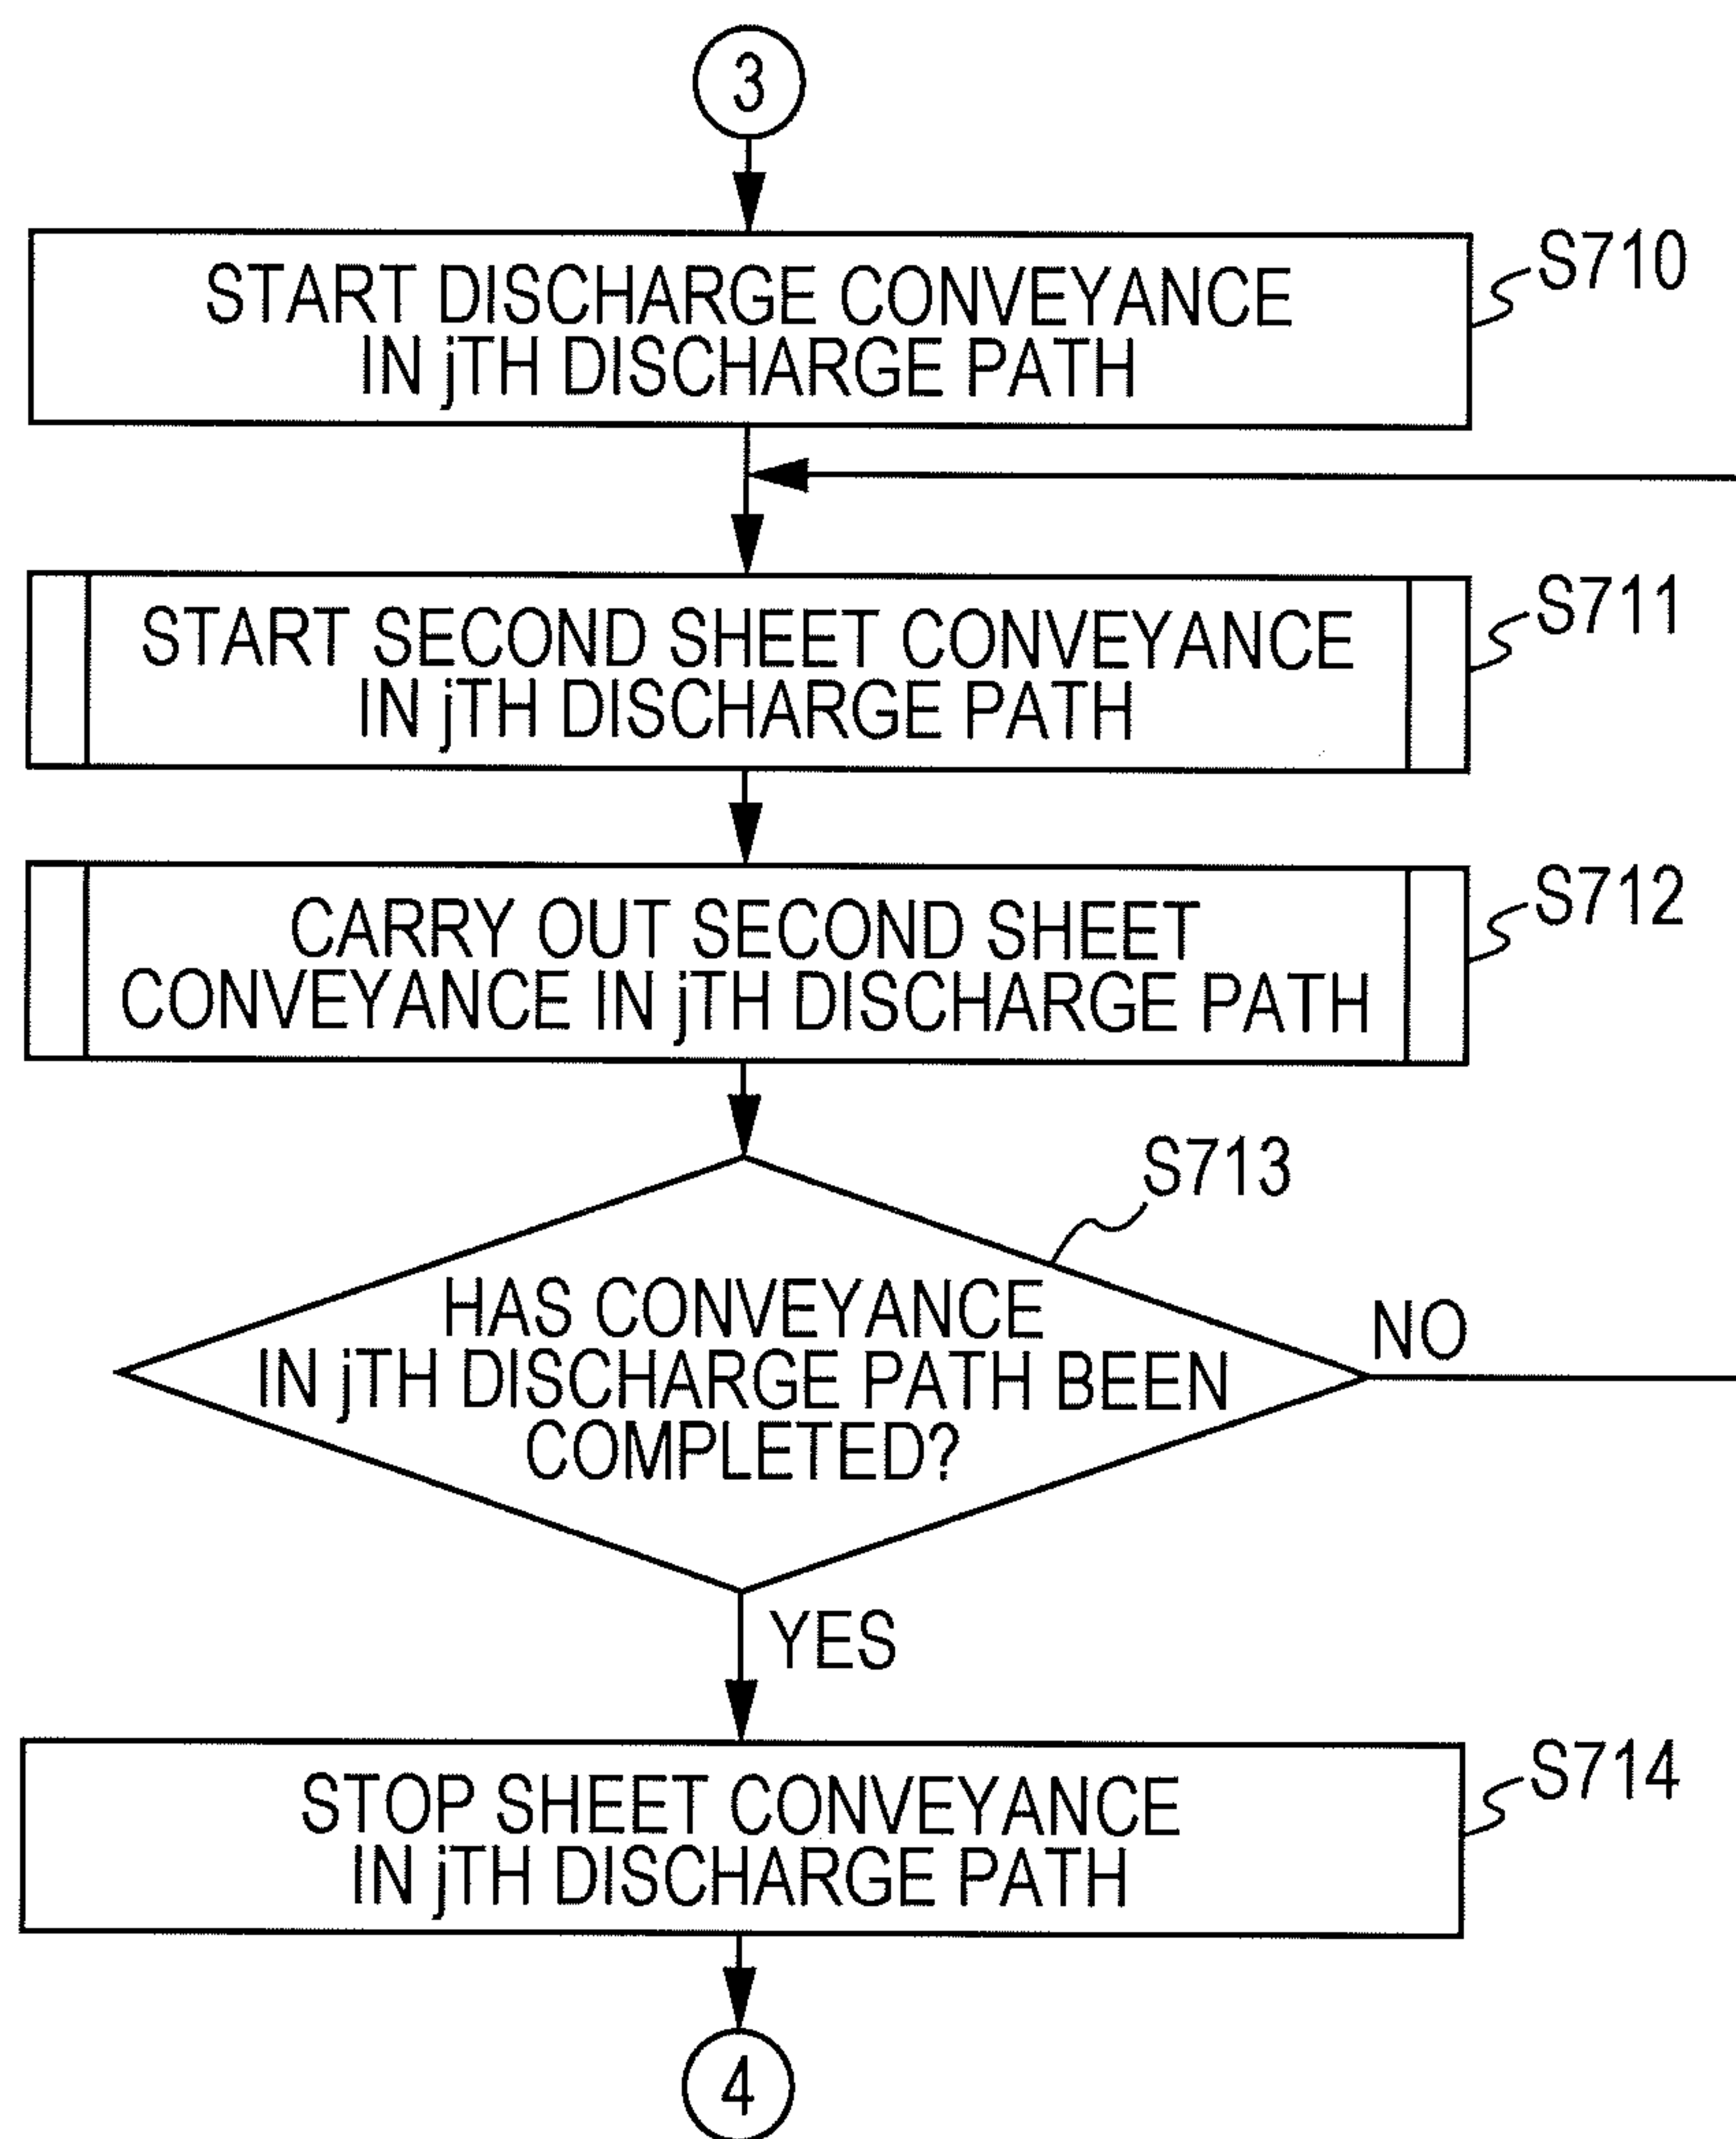 3
START DISCHARGE CONVEYANCE
IN jTH DISCHARGE PATH
S710
START SECOND SHEET CONVEYANCE
IN jTH DISCHARGE PATH
S711
CARRY OUT SECOND SHEET
CONVEYANCE IN jTH DISCHARGE PATH
S712
S713
HAS CONVEYANCE
IN jTH DISCHARGE PATH BEEN
COMPLETED?
NO
YES
STOP SHEET CONVEYANCE
IN jTH DISCHARGE PATH
S714
4